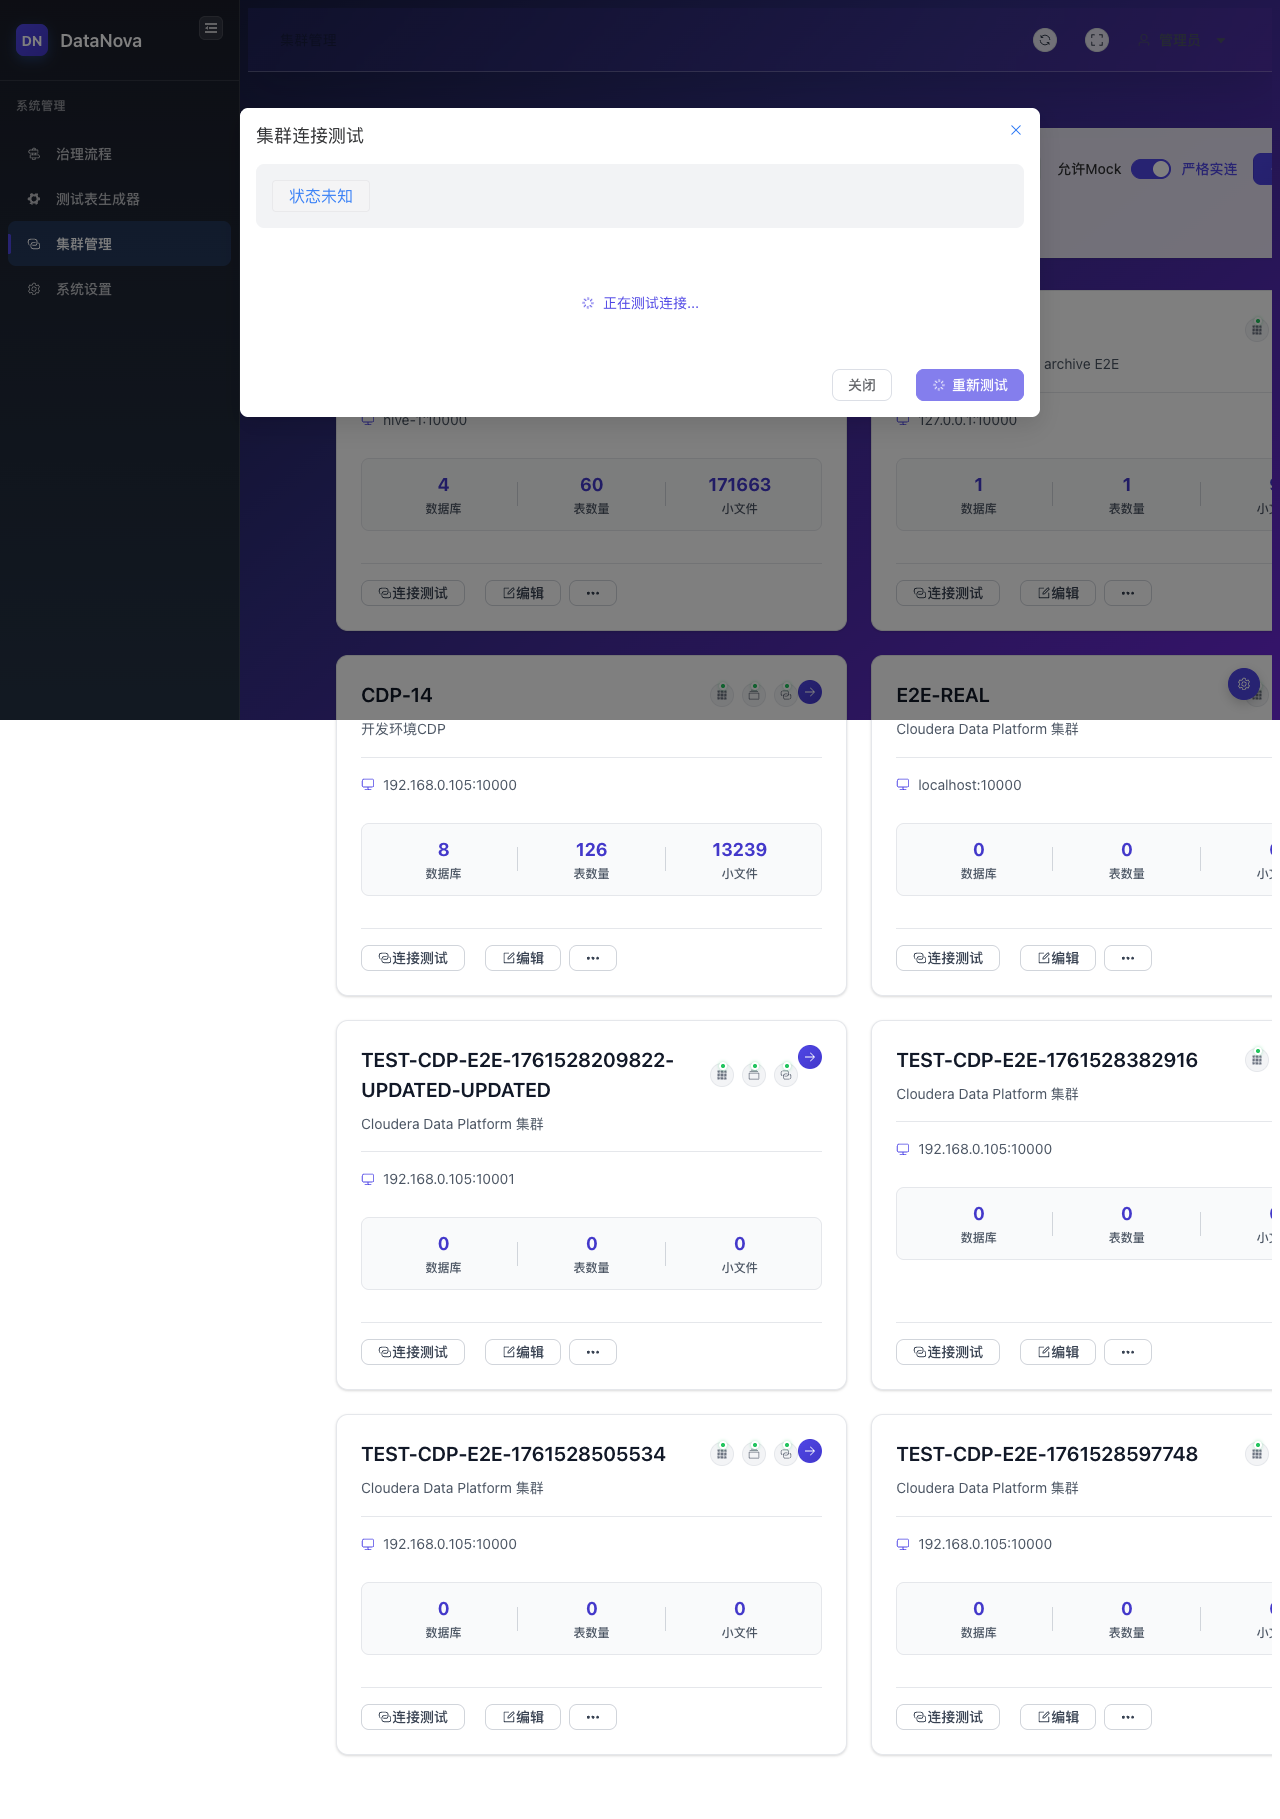 DN DataNova
系统管理
治理流程
测试表生成器
集群管理
系统设置
集群管理
管理员
允许Mock 严格实连
集群连接测试
状态未知
正在测试连接...
关闭
重新测试
hive-1:10000
4 60 171663
数据库 表数量 小文件
连接测试 编辑 •••
archive E2E
127.0.0.1:10000
1 1
数据库 表数量
连接测试 编辑 •••
CDP-14
开发环境CDP
192.168.0.105:10000
8 126 13239
数据库 表数量 小文件
连接测试 编辑 •••
E2E-REAL
Cloudera Data Platform 集群
localhost:10000
0 0
数据库 表数量
连接测试 编辑 •••
TEST-CDP-E2E-1761528209822-
UPDATED-UPDATED
Cloudera Data Platform 集群
192.168.0.105:10001
0 0 0
数据库 表数量 小文件
连接测试 编辑 •••
TEST-CDP-E2E-1761528382916
Cloudera Data Platform 集群
192.168.0.105:10000
0 0
数据库 表数量
连接测试 编辑 •••
TEST-CDP-E2E-1761528505534
Cloudera Data Platform 集群
192.168.0.105:10000
0 0 0
数据库 表数量 小文件
连接测试 编辑 •••
TEST-CDP-E2E-1761528597748
Cloudera Data Platform 集群
192.168.0.105:10000
0 0
数据库 表数量
连接测试 编辑 •••